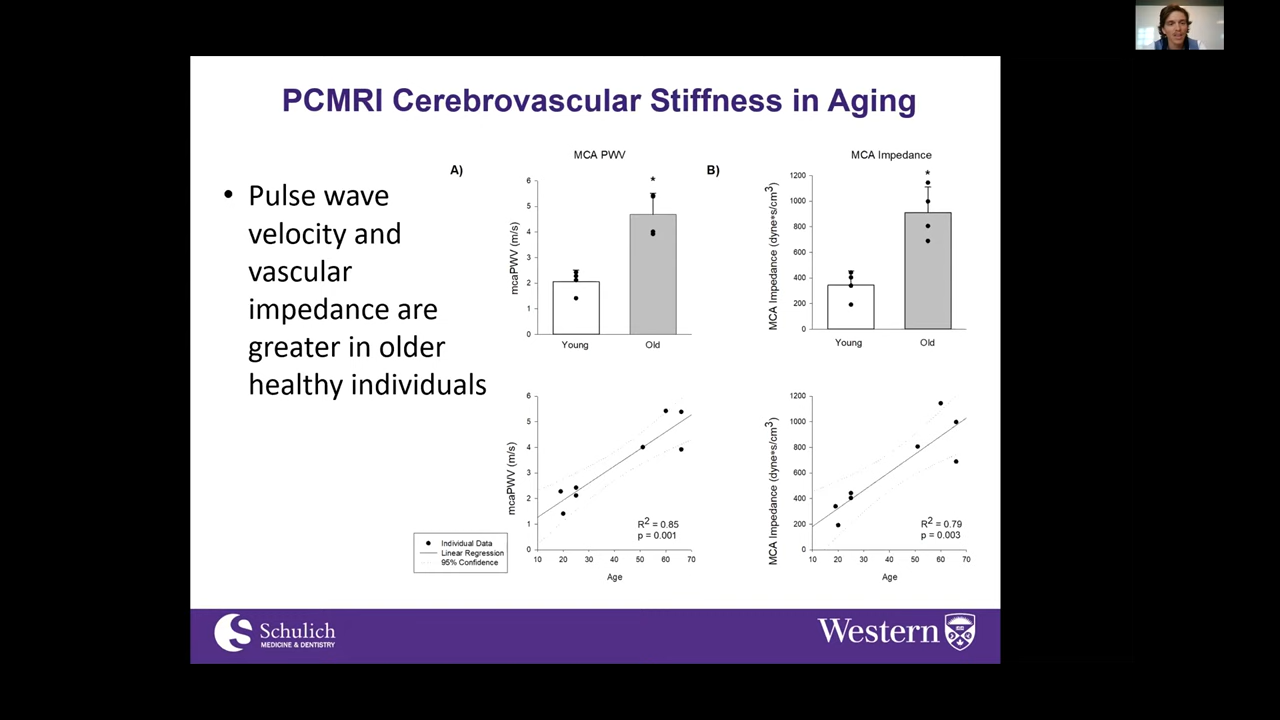 PCMRI Cerebrovascular Stiffness in Aging
• Pulse wave
velocity and
vascular
impedance are
greater in older
healthy individuals
A)
MCA PWV
mcaPWV (m/s)
6
5
4
3
2
1
0
*
Young
Old
B)
MCA Impedance
MCA Impedance (dyne*s/cm3)
1200
1000
800
600
400
200
0
*
Young
Old
mcaPWV (m/s)
6
5
4
3
2
1
0
R2 = 0.85
p = 0.001
10 20 30 40 50 60 70
Age
MCA Impedance (dyne*s/cm3)
1200
1000
800
600
400
200
0
R2 = 0.79
p = 0.003
10 20 30 40 50 60 70
Age
Individual Data
Linear Regression
95% Confidence
Schulich
MEDICINE & DENTISTRY
Western